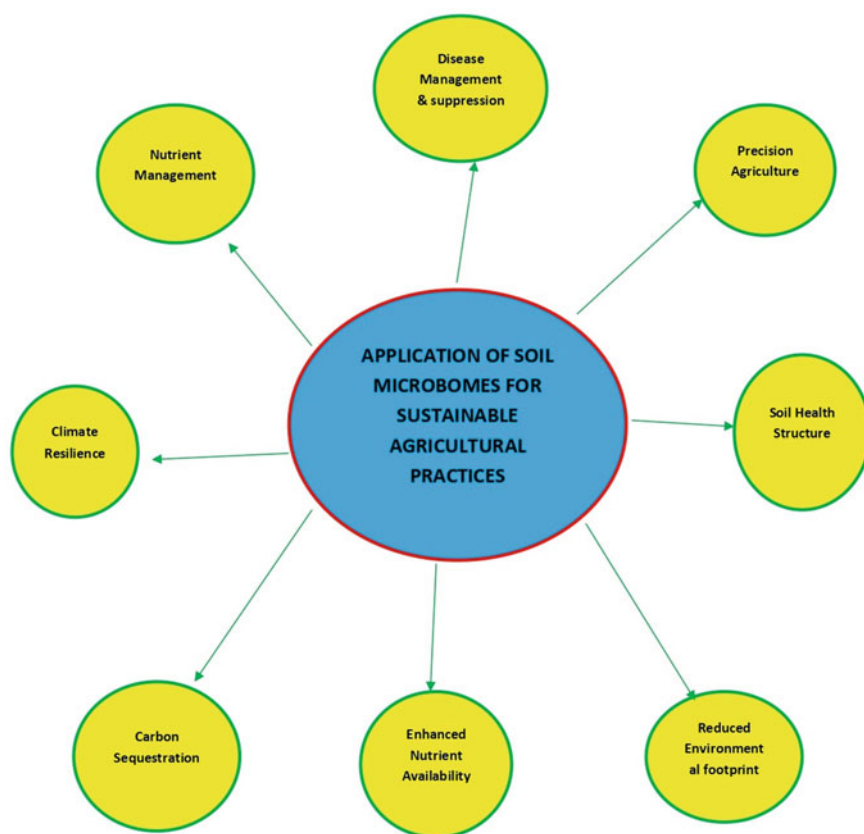 Disease
Management
& suppression
Nutrient
Management
Precision
Agriculture
APPLICATION OF SOIL
MICROBOMES FOR
SUSTAINABLE
AGRICULTURAL
PRACTICES
Climate
Resilience
Soil Health
Structure
Carbon
Sequestration
Enhanced
Nutrient
Availability
Reduced
Environment
al footprint